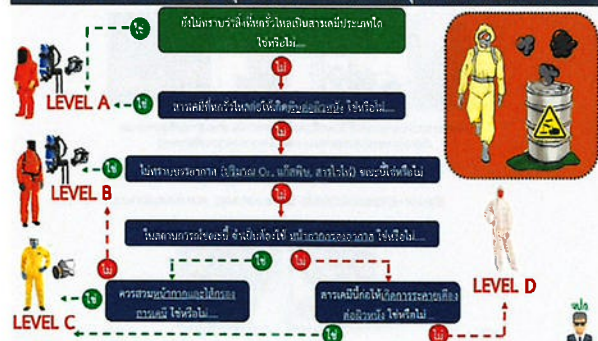 ยังไม่ทราบว่าสิ่งที่หกรั่วไหลเป็นสารเคมีประเภทใด
ใช่หรือไม่.....
ใช่
ไม่
LEVEL A
ใช่
สารเคมีที่หกรั่วไหลก่อให้เกิดพิษต่อผิวหนัง ใช่หรือไม่.....
ไม่
ใช่
ไม่ทราบบรรยากาศ (ปริมาณ O₂, แก๊สพิษ, สารไวไฟ) ขณะนี้ใช่หรือไม่
LEVEL B
ไม่
ในสถานการณ์ขณะนี้ จำเป็นต้องใช้ หน้ากากกรองอากาศ ใช่หรือไม่.....
ใช่
ไม่
ไม่
LEVEL D
ใช่
ควรสวมหน้ากากและไส้กรอง
สารเคมี ใช่หรือไม่.....
สารเคมีนี้ก่อให้เกิดการระคายเคือง
ต่อผิวหนัง ใช่หรือไม่.....
LEVEL C
ใช่
ไม่